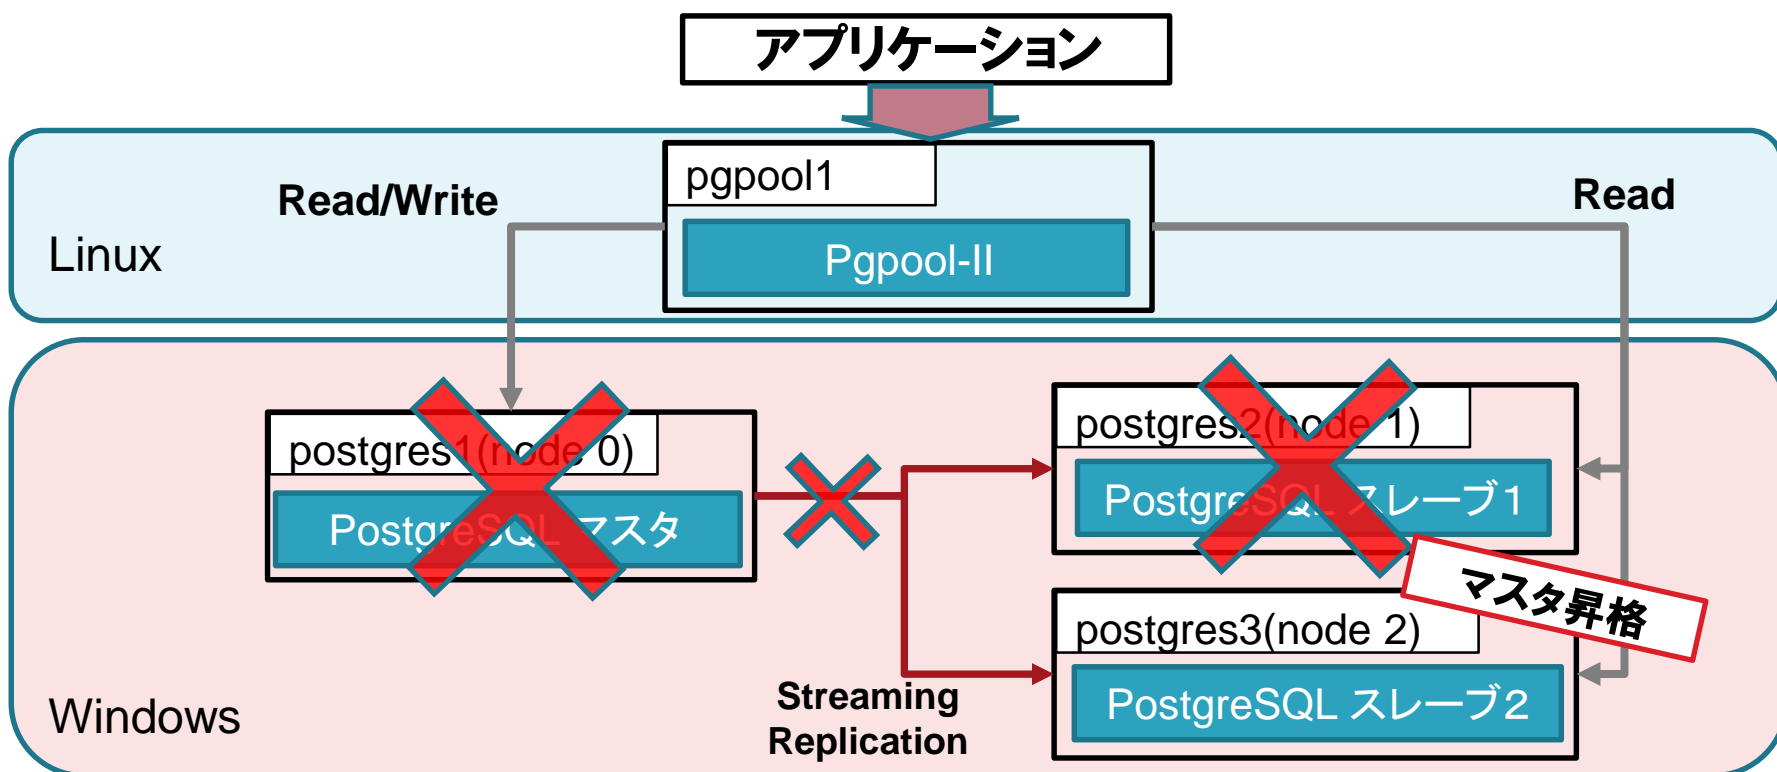 アプリケーション
pgpool1
Read/Write
Read
Linux
Pgpool-II
postgres1(node 0)
PostgreSQL マスタ
postgres2(node 1)
PostgreSQL スレーブ1
マスタ昇格
postgres3(node 2)
PostgreSQL スレーブ2
Streaming
Replication
Windows